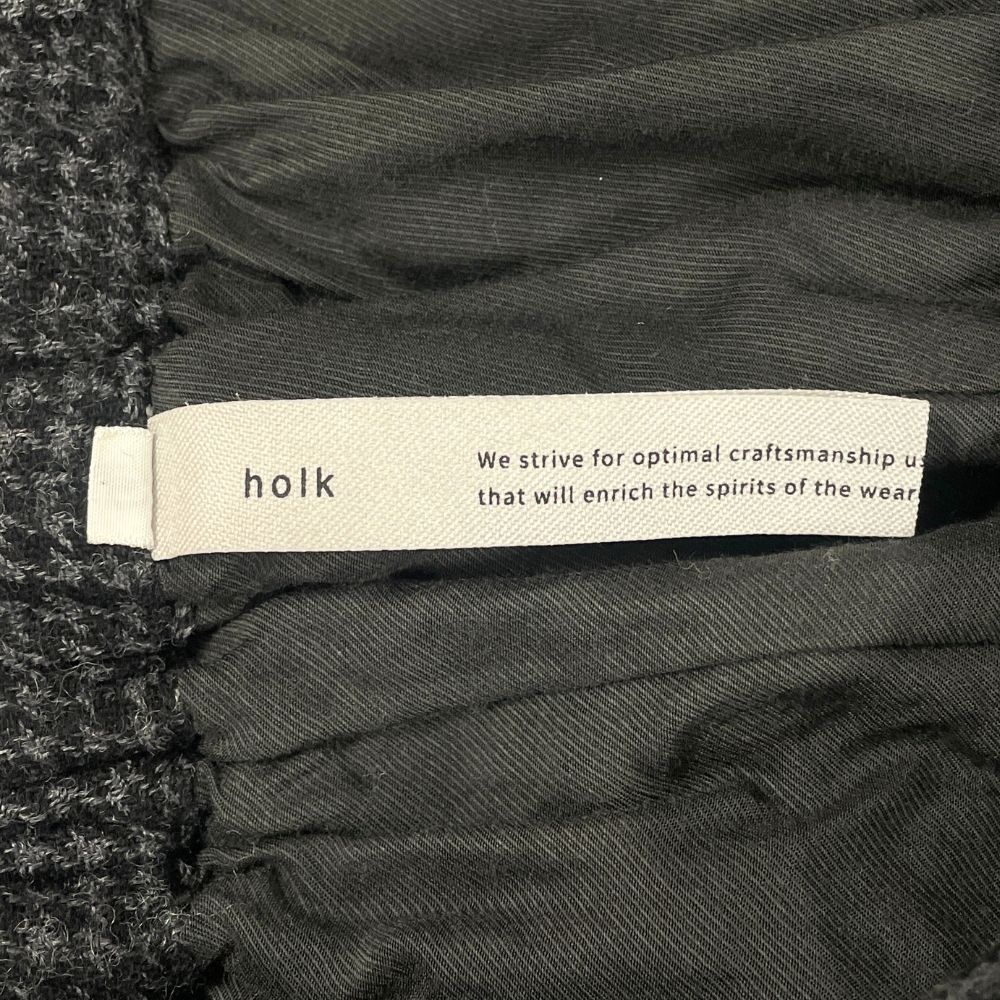 holk
We strive for optimal craftsmanship
that will enrich the spirits of the